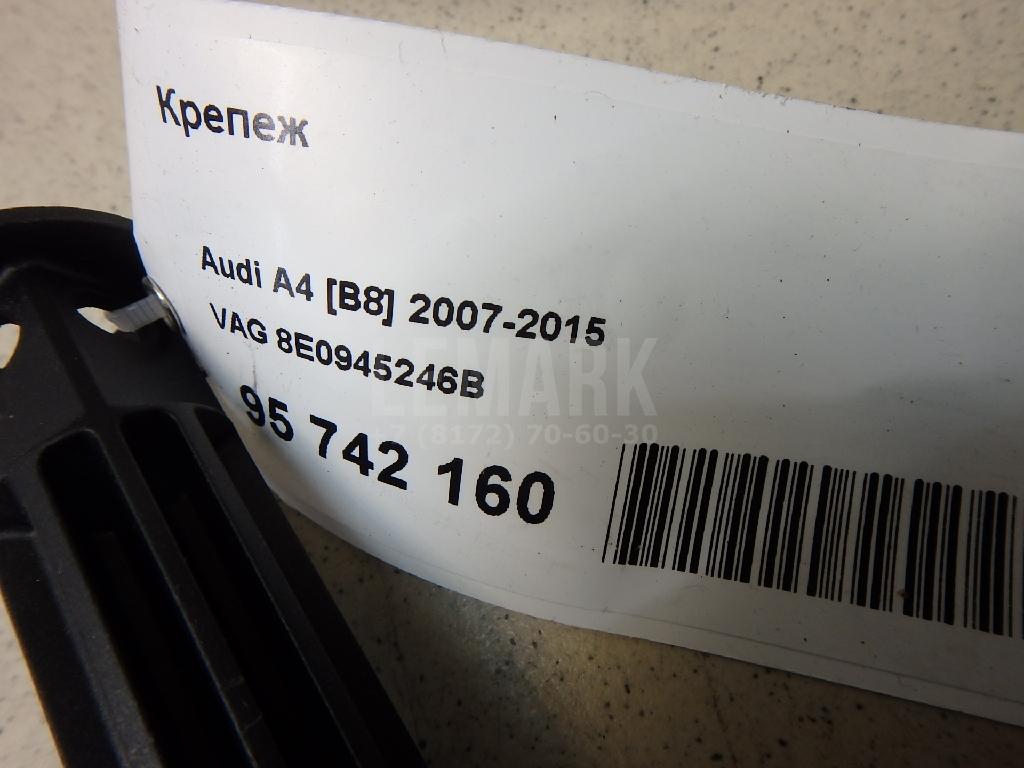 Крепеж
Audi A4 [B8] 2007-2015
VAG 8E0945246B
LEMARK
+7 (8172) 70-60-30
95 742 160